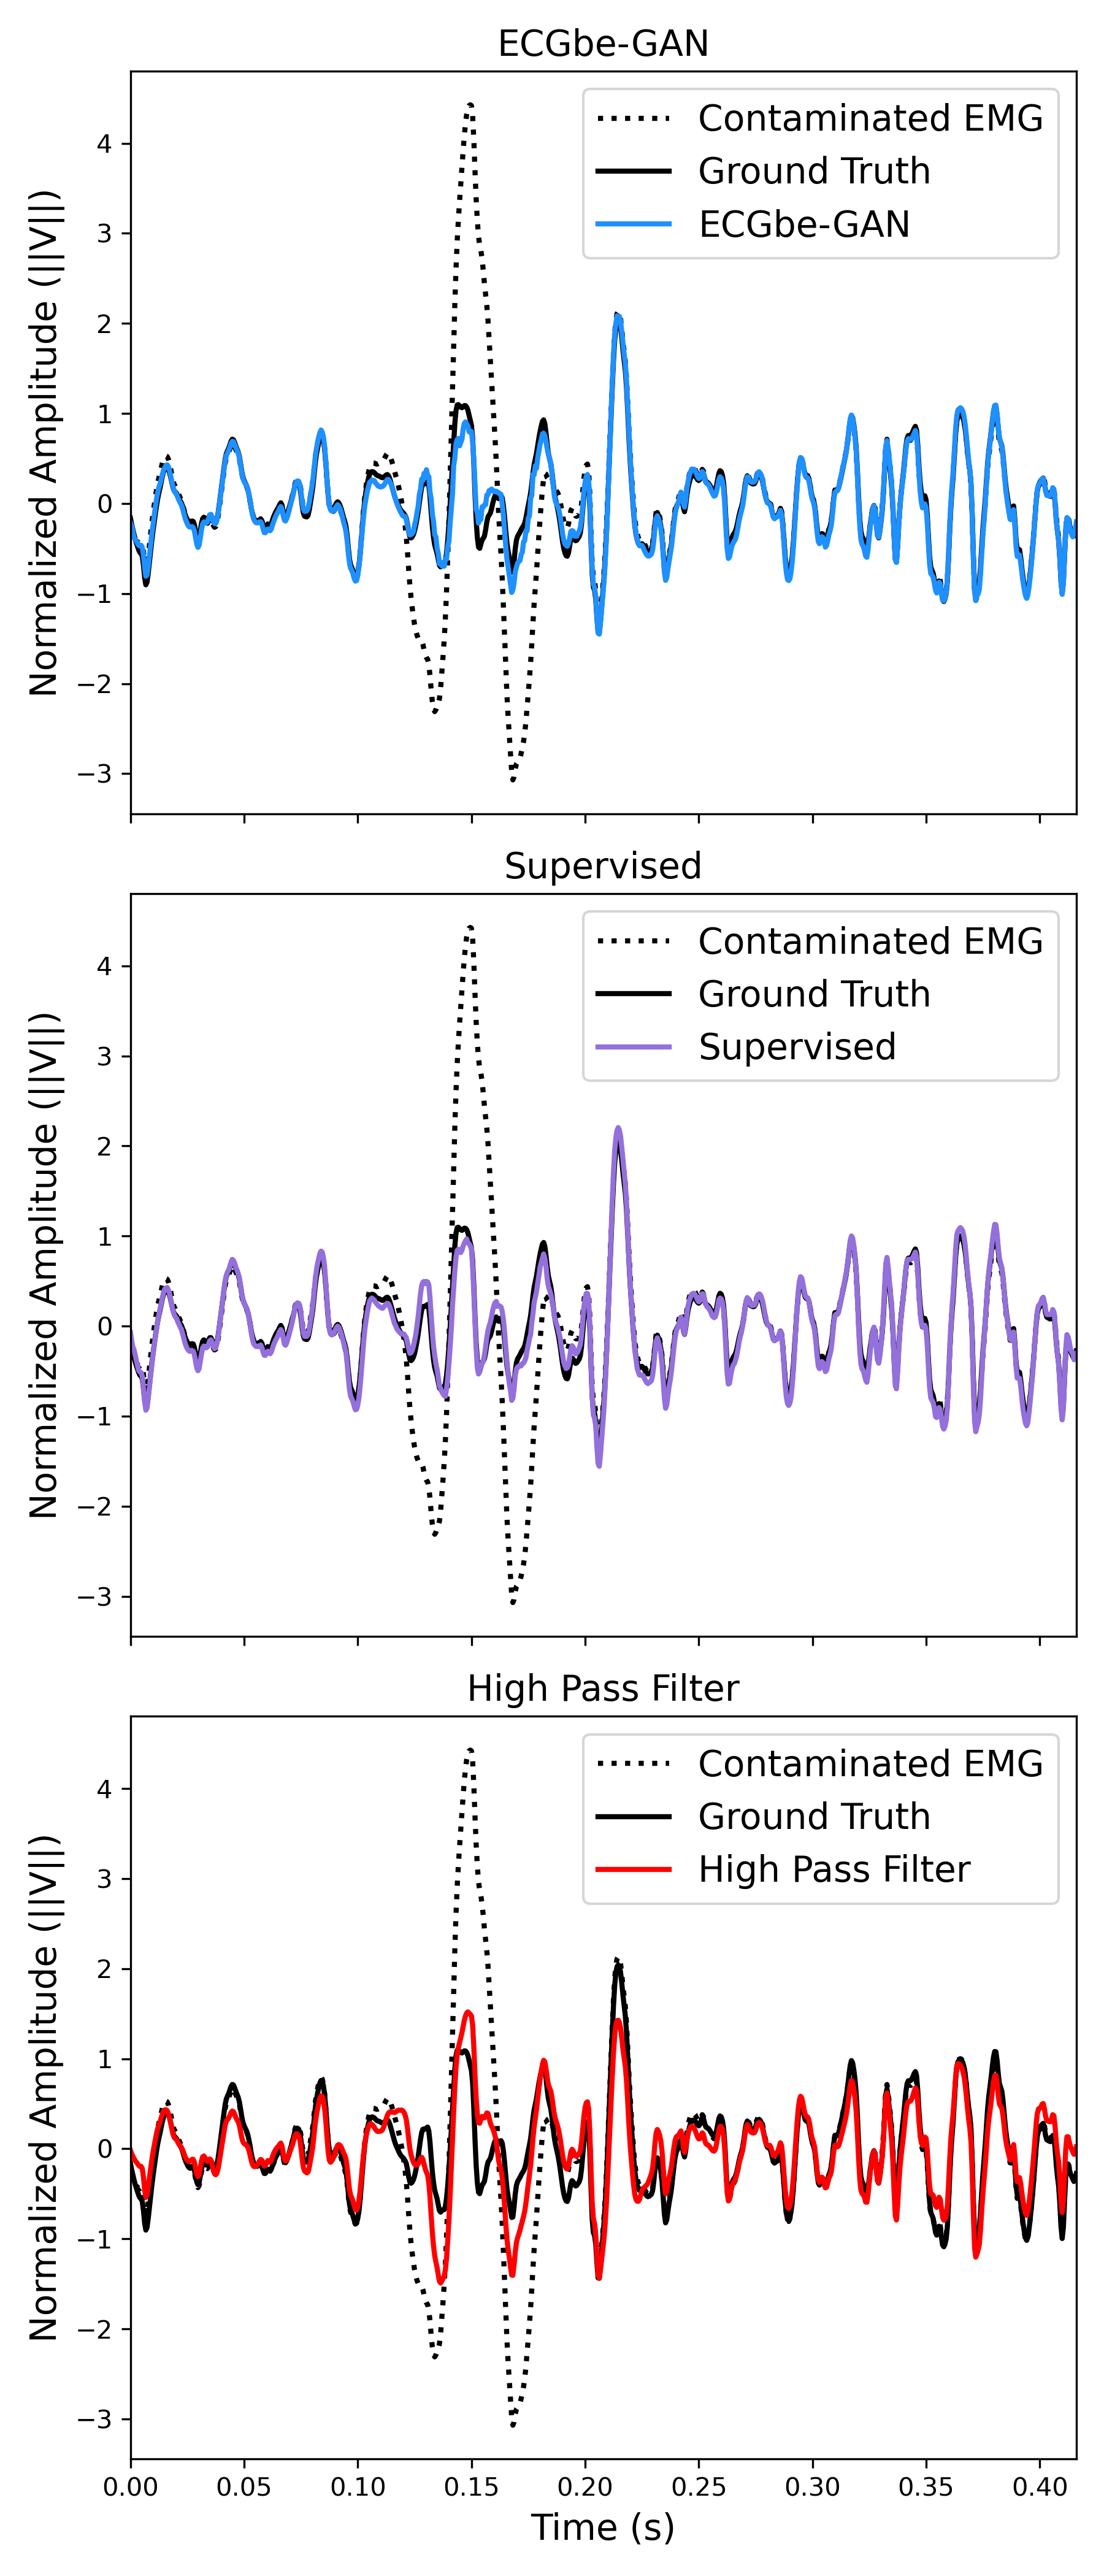 ECGbe-GAN
Contaminated EMG
Ground Truth
ECGbe-GAN
Normalized Amplitude (||V||)
4
3
2
1
0
−1
−2
−3
Supervised
Contaminated EMG
Ground Truth
Supervised
Normalized Amplitude (||V||)
4
3
2
1
0
−1
−2
−3
High Pass Filter
Contaminated EMG
Ground Truth
High Pass Filter
Normalized Amplitude (||V||)
4
3
2
1
0
−1
−2
−3
0.00 0.05 0.10 0.15 0.20 0.25 0.30 0.35 0.40
Time (s)